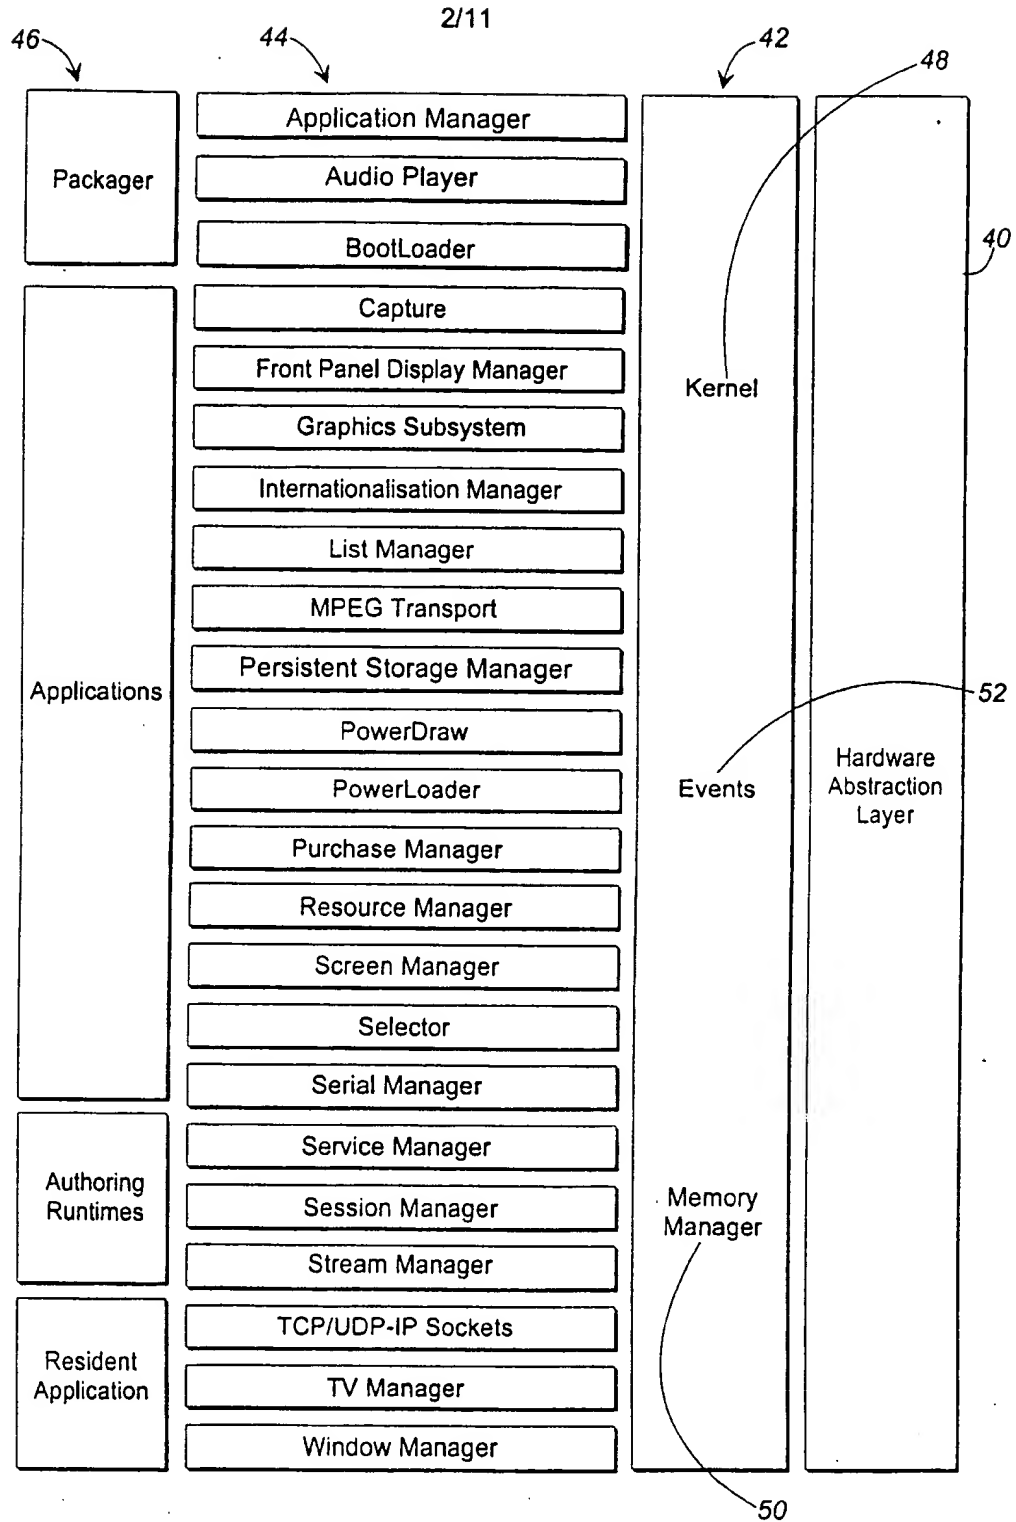 2/11
46
44
42
48
40
Packager
Applications
Authoring
Runtimes
Resident
Application
Application Manager
Audio Player
BootLoader
Capture
Front Panel Display Manager
Graphics Subsystem
Internationalisation Manager
List Manager
MPEG Transport
Persistent Storage Manager
PowerDraw
PowerLoader
Purchase Manager
Resource Manager
Screen Manager
Selector
Serial Manager
Service Manager
Session Manager
Stream Manager
TCP/UDP-IP Sockets
TV Manager
Window Manager
Kernel
Events
Memory
Manager
52
Hardware
Abstraction
Layer
50